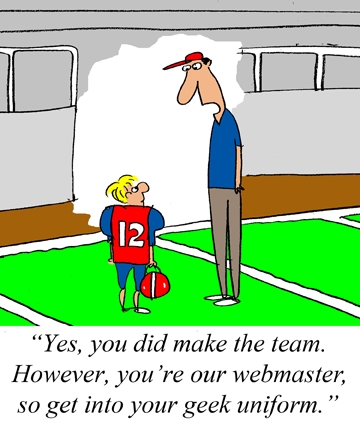 12
“Yes, you did make the team.
However, you’re our webmaster,
so get into your geek uniform.”